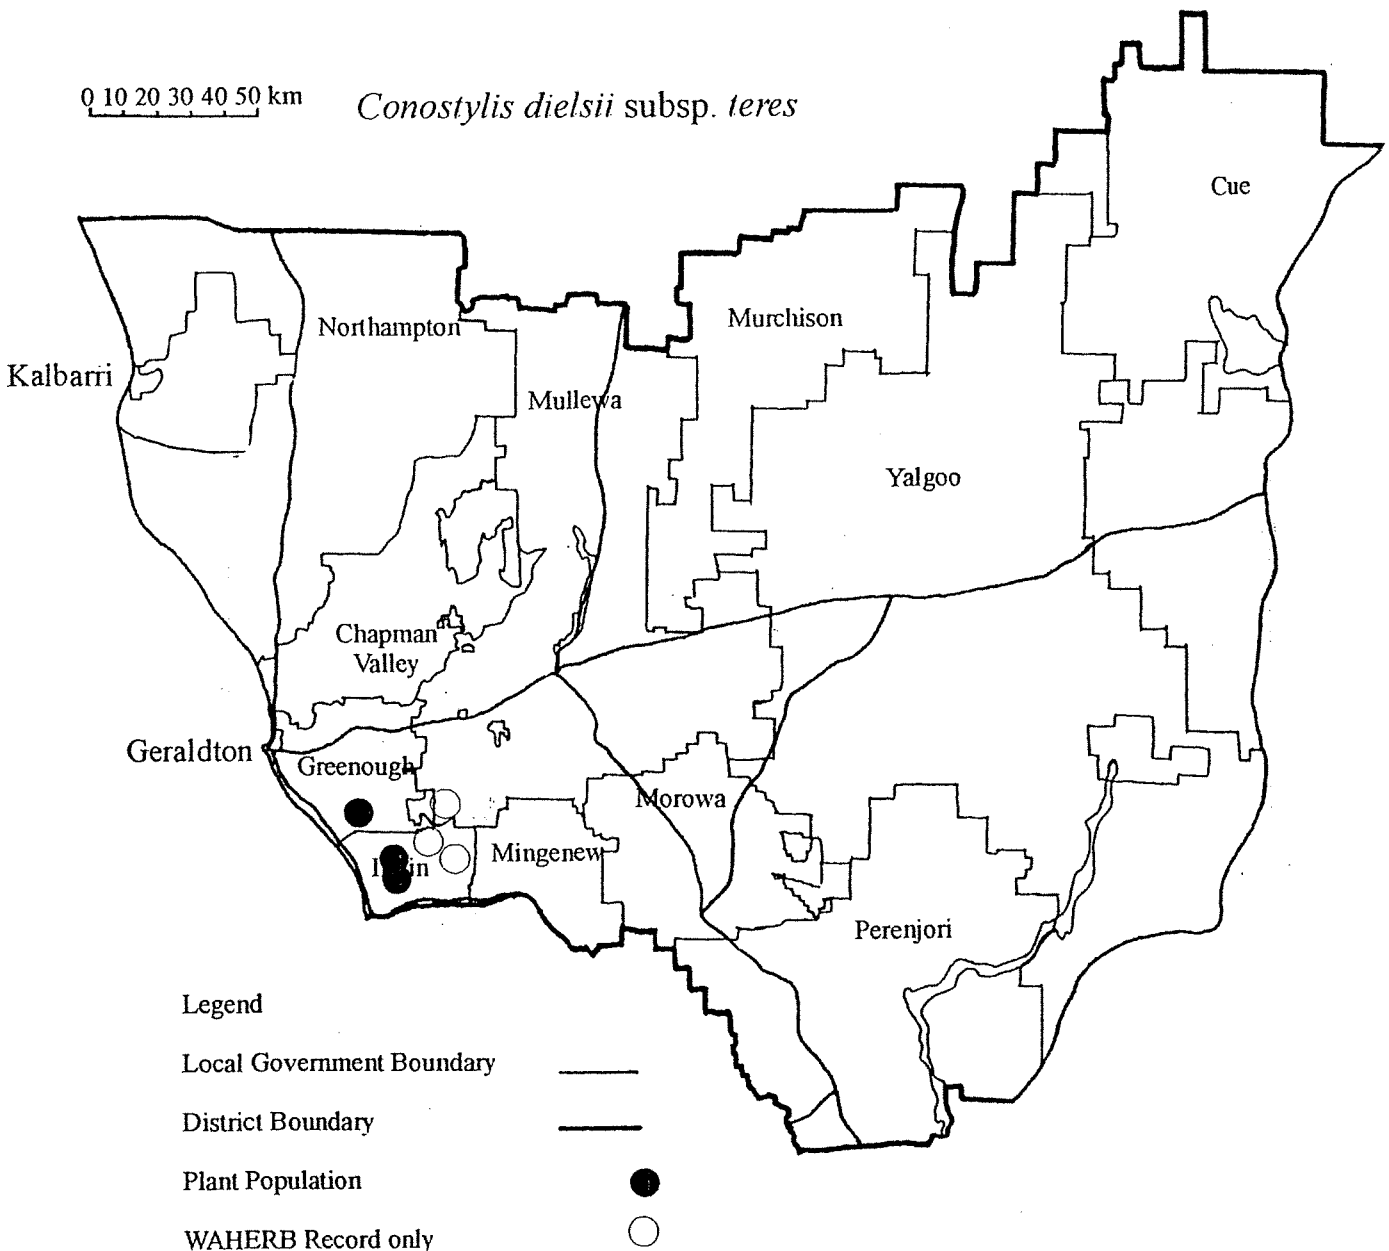 0 10 20 30 40 50 km
Conostylis dielsii subsp. teres
Cue
Northampton
Murchison
Kalbarri
Mullewa
Yalgoo
Chapman
Valley
Geraldton
Greenough
Morowa
Mingenew
Perenjori
Legend
Local Government Boundary
District Boundary
Plant Population
WAHERB Record only